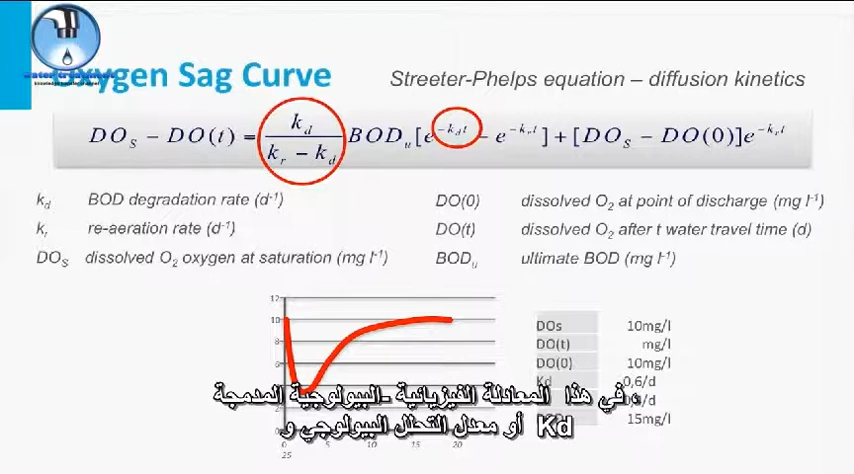 Oxygen Sag Curve
Streeter-Phelps equation – diffusion kinetics
water treatment
DO_S − DO(t) = k_d / (k_r − k_d) BOD_u [e^(−k_d t) − e^(−k_r t)] + [DO_S − DO(0)]e^(−k_r t)
k_d BOD degradation rate (d⁻¹)
k_r re-aeration rate (d⁻¹)
DO_S dissolved O₂ oxygen at saturation (mg l⁻¹)
DO(0) dissolved O₂ at point of discharge (mg l⁻¹)
DO(t) dissolved O₂ after t water travel time (d)
BOD_u ultimate BOD (mg l⁻¹)
12
10
8
6
0 5 10 15 20
25
DOs 10mg/l
DO(t) mg/l
DO(0) 10mg/l
Kd 0,6/d
15mg/l
في هذا المعادلة الفيزيائية -البيولوجية المدمجة ،
Kd أو معدل التحلل البيولوجي و